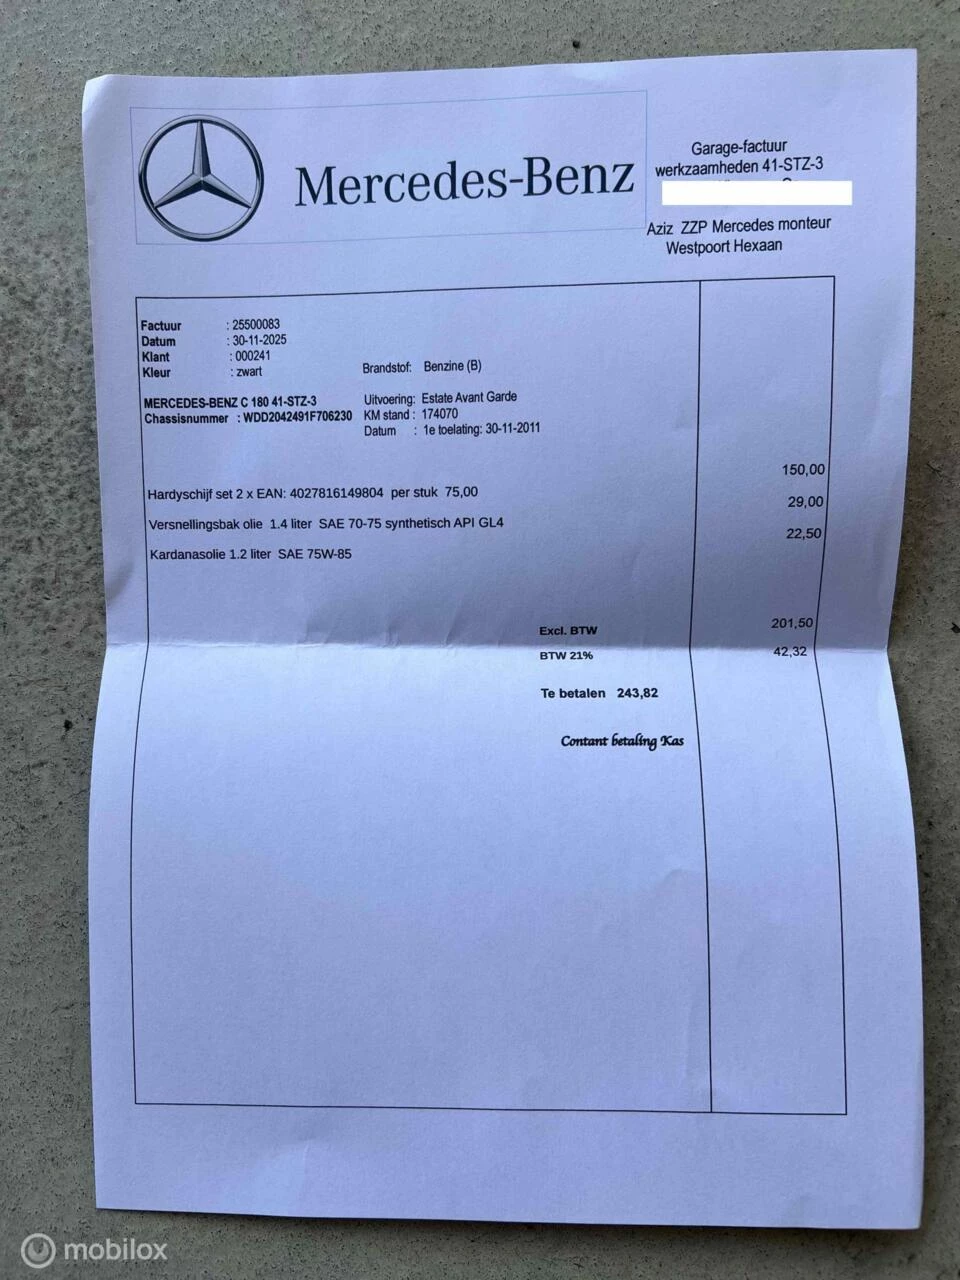 Mercedes-Benz
Garage-factuur
werkzaamheden 41-STZ-3
Aziz ZZP Mercedes monteur
Westpoort Hexaan
Factuur : 25500083
Datum : 30-11-2025
Klant : 000241
Kleur : zwart
Brandstof: Benzine (B)
MERCEDES-BENZ C 180 41-STZ-3
Chassisnummer : WDD2042491F706230
Uitvoering: Estate Avant Garde
KM stand : 174070
Datum : 1e toelating: 30-11-2011
150,00
Hardyschijf set 2 x EAN: 4027816149804 per stuk 75,00
29,00
Versnellingsbak olie 1.4 liter SAE 70-75 synthetisch API GL4
22,50
Kardanasolie 1.2 liter SAE 75W-85
Excl. BTW 201,50
BTW 21% 42,32
Te betalen 243,82
Contant betaling Kas
mobilox